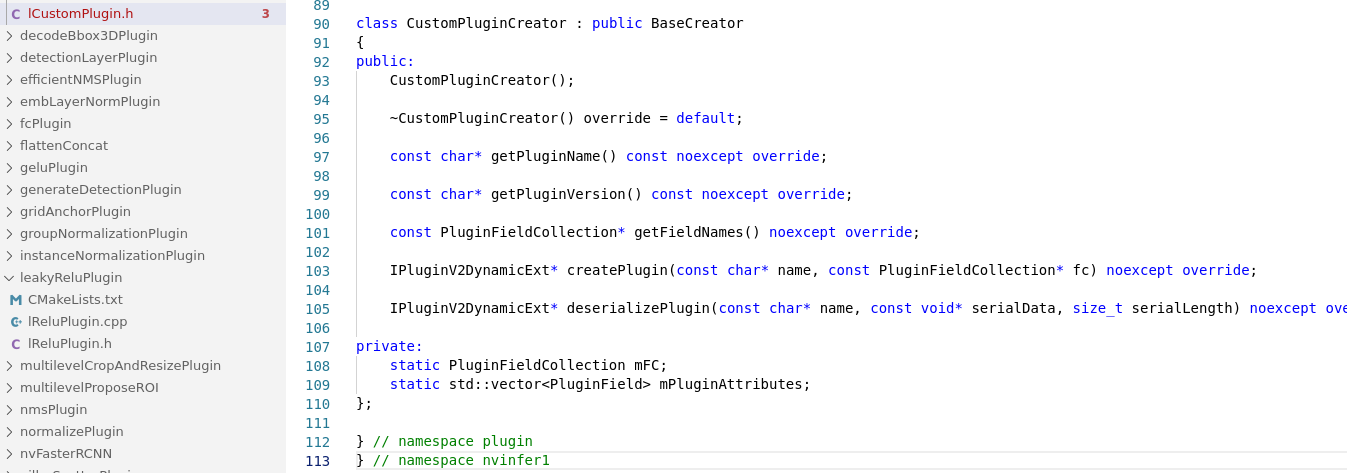 lCustomPlugin.h 3
decodeBbox3DPlugin
detectionLayerPlugin
efficientNMSPlugin
embLayerNormPlugin
fcPlugin
flattenConcat
geluPlugin
generateDetectionPlugin
gridAnchorPlugin
groupNormalizationPlugin
instanceNormalizationPlugin
leakyReluPlugin
CMakeLists.txt
lReluPlugin.cpp
lReluPlugin.h
multilevelCropAndResizePlugin
multilevelProposeROI
nmsPlugin
normalizePlugin
nvFasterRCNN
89
90 class CustomPluginCreator : public BaseCreator
91 {
92 public:
93 CustomPluginCreator();
94
95 ~CustomPluginCreator() override = default;
96
97 const char* getPluginName() const noexcept override;
98
99 const char* getPluginVersion() const noexcept override;
100
101 const PluginFieldCollection* getFieldNames() noexcept override;
102
103 IPluginV2DynamicExt* createPlugin(const char* name, const PluginFieldCollection* fc) noexcept override;
104
105 IPluginV2DynamicExt* deserializePlugin(const char* name, const void* serialData, size_t serialLength) noexcept ove
106
107 private:
108 static PluginFieldCollection mFC;
109 static std::vector<PluginField> mPluginAttributes;
110 };
111
112 } // namespace plugin
113 } // namespace nvinfer1